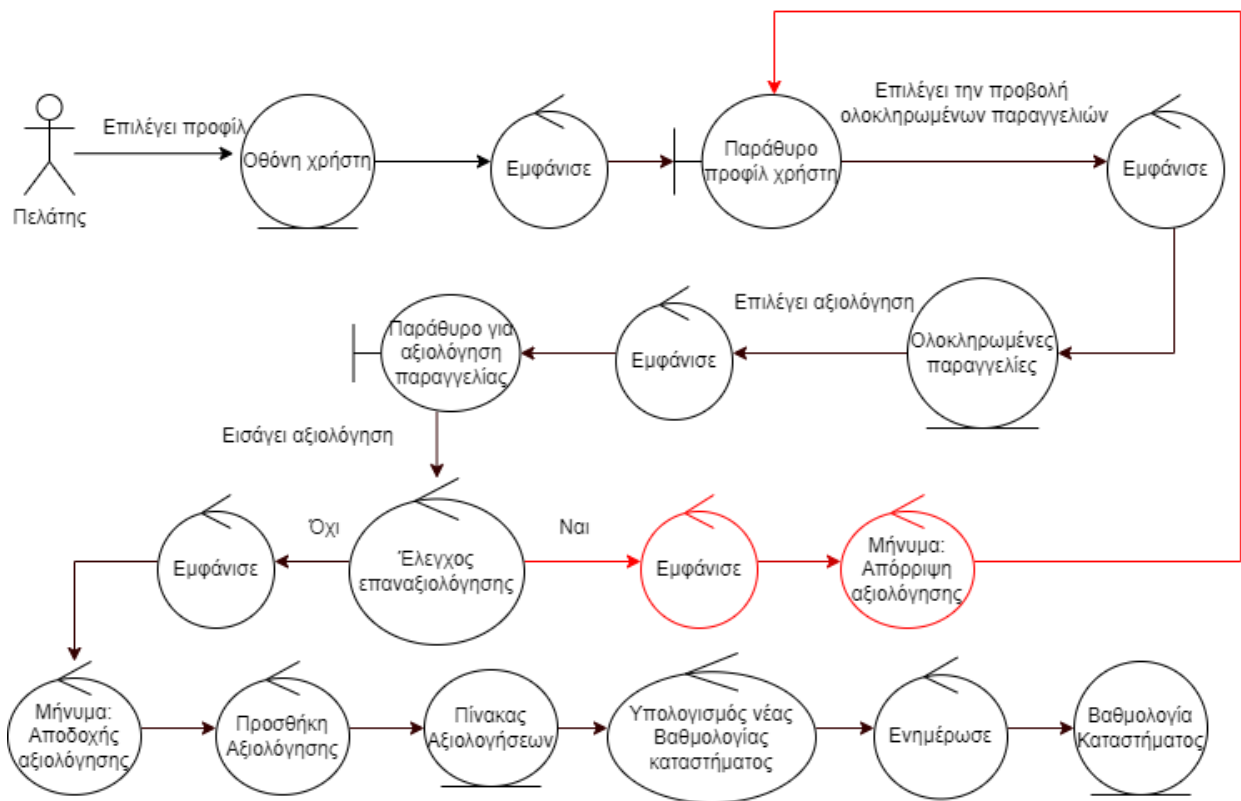 Επιλέγει προφίλ
Πελάτης
Οθόνη χρήστη
Εμφάνισε
Παράθυρο
προφίλ χρήστη
Επιλέγει την προβολή
ολοκληρωμένων παραγγελιών
Εμφάνισε
Ολοκληρωμένες
παραγγελίες
Επιλέγει αξιολόγηση
Εμφάνισε
Παράθυρο για
αξιολόγηση
παραγγελίας
Εισάγει αξιολόγηση
Έλεγχος
επαναξιολόγησης
Ναι
Εμφάνισε
Μήνυμα:
Απόρριψη
αξιολόγησης
Όχι
Εμφάνισε
Μήνυμα:
Αποδοχής
αξιολόγησης
Προσθήκη
Αξιολόγησης
Πίνακας
Αξιολογήσεων
Υπολογισμός νέας
Βαθμολογίας
καταστήματος
Ενημέρωσε
Βαθμολογία
Καταστήματος